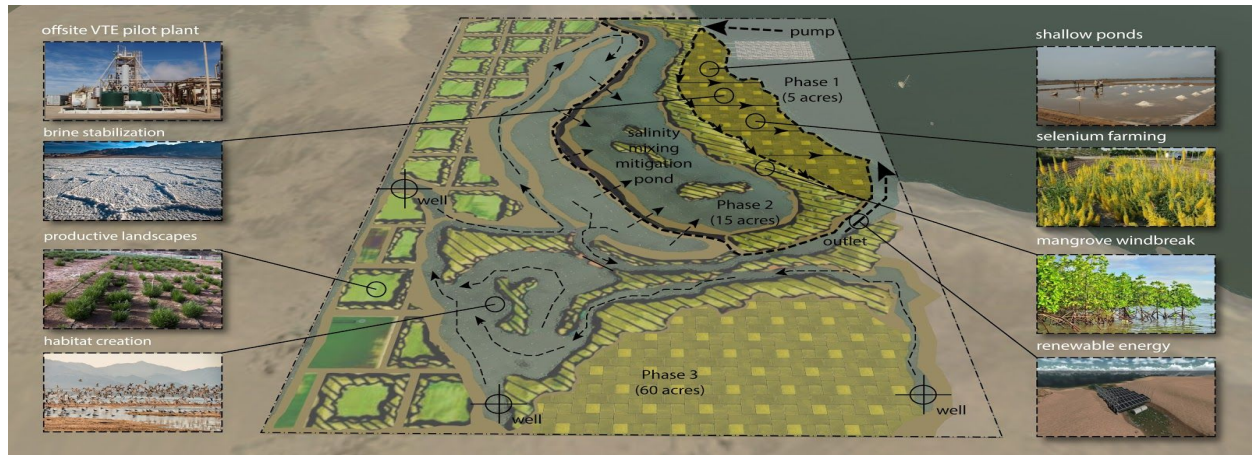 offsite VTE pilot plant
brine stabilization
productive landscapes
habitat creation
pump
Phase 1
(5 acres)
salinity
mixing
mitigation
pond
Phase 2
(15 acres)
well
outlet
Phase 3
(60 acres)
well
well
shallow ponds
selenium farming
mangrove windbreak
renewable energy